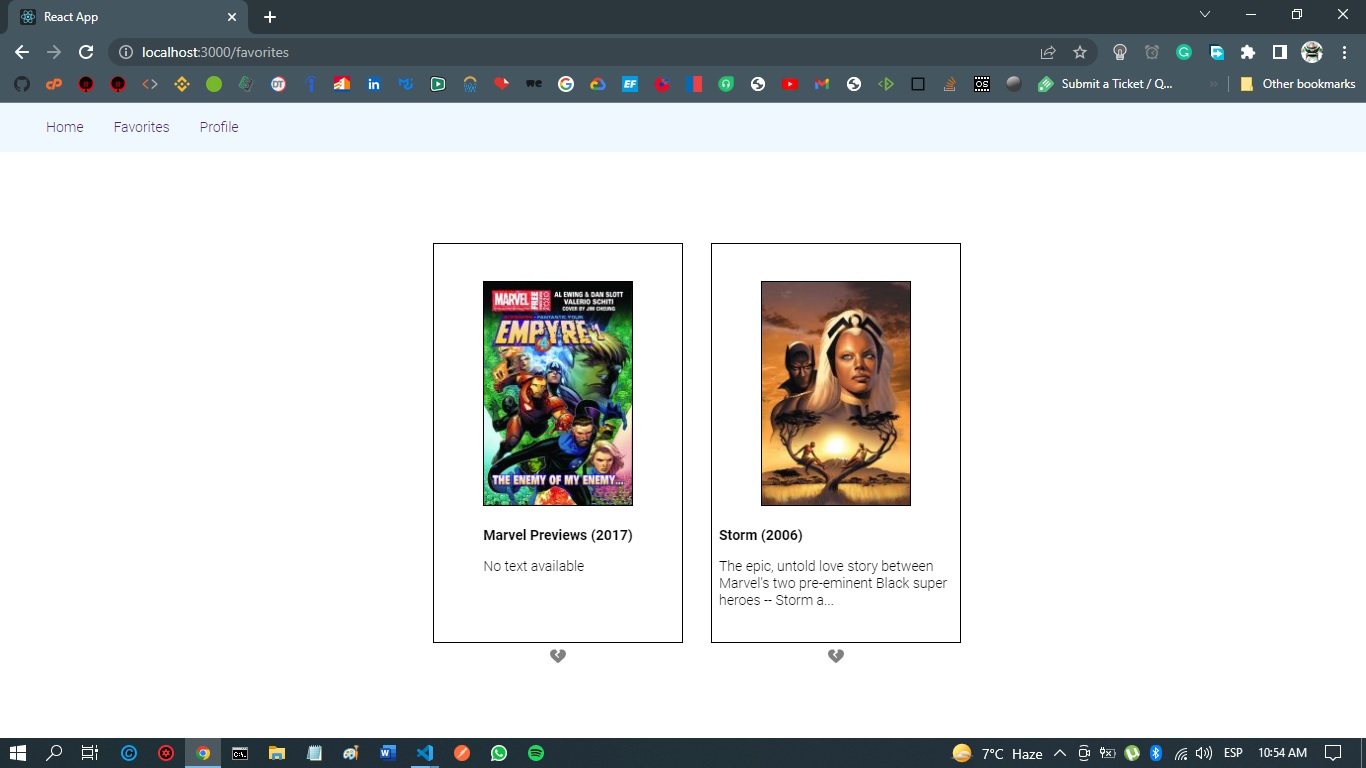 React App
localhost:3000/favorites
Submit a Ticket / Q...
Other bookmarks
Home
Favorites
Profile
MARVEL
FREE
AL EWING & DAN SLOTT
VALERIO SCHITI
COVER BY JIM CHEUNG
EMPYRE
THE ENEMY OF MY ENEMY...
Marvel Previews (2017)
No text available
Storm (2006)
The epic, untold love story between
Marvel's two pre-eminent Black super
heroes -- Storm a...
7°C Haze
ESP
10:54 AM